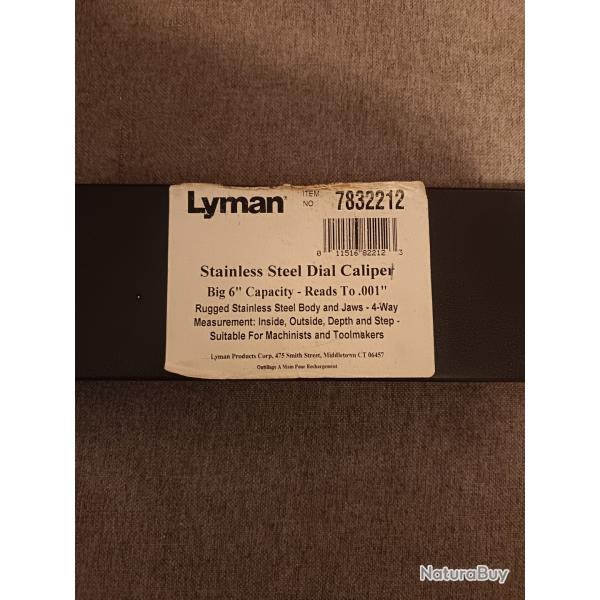 Lyman ITEM NO 7832212
0 11516 82212 3
Stainless Steel Dial Caliper
Big 6" Capacity - Reads To .001"
Rugged Stainless Steel Body and Jaws - 4-Way
Measurement: Inside, Outside, Depth and Step -
Suitable For Machinists and Toolmakers
Lyman Products Corp, 475 Smith Street, Middletown CT 06457
Outillage A Main Pour Rechargement
NaturaBuy